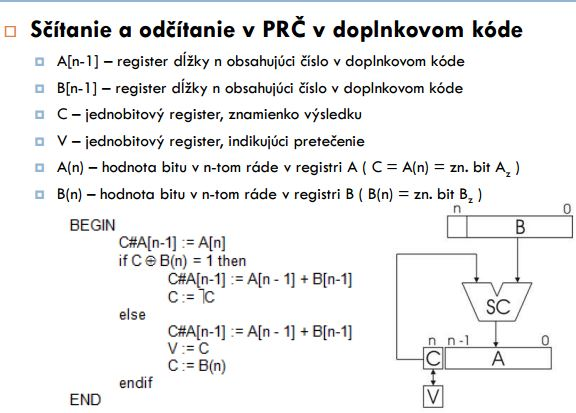 Sčítanie a odčítanie v PRČ v doplnkovom kóde
A[n-1] – register dĺžky n obsahujúci číslo v doplnkovom kóde
B[n-1] – register dĺžky n obsahujúci číslo v doplnkovom kóde
C – jednobitový register, znamienko výsledku
V – jednobitový register, indikujúci pretečenie
A(n) – hodnota bitu v n-tom ráde v registri A ( C = A(n) = zn. bit A_z )
B(n) – hodnota bitu v n-tom ráde v registri B ( B(n) = zn. bit B_z )
BEGIN
C#A[n-1] := A[n]
if C ⊕ B(n) = 1 then
C#A[n-1] := A[n - 1] + B[n-1]
C := ⌉C
else
C#A[n-1] := A[n - 1] + B[n-1]
V := C
C := B(n)
endif
END
n 0
B
SC
n n -1 0
C A
V